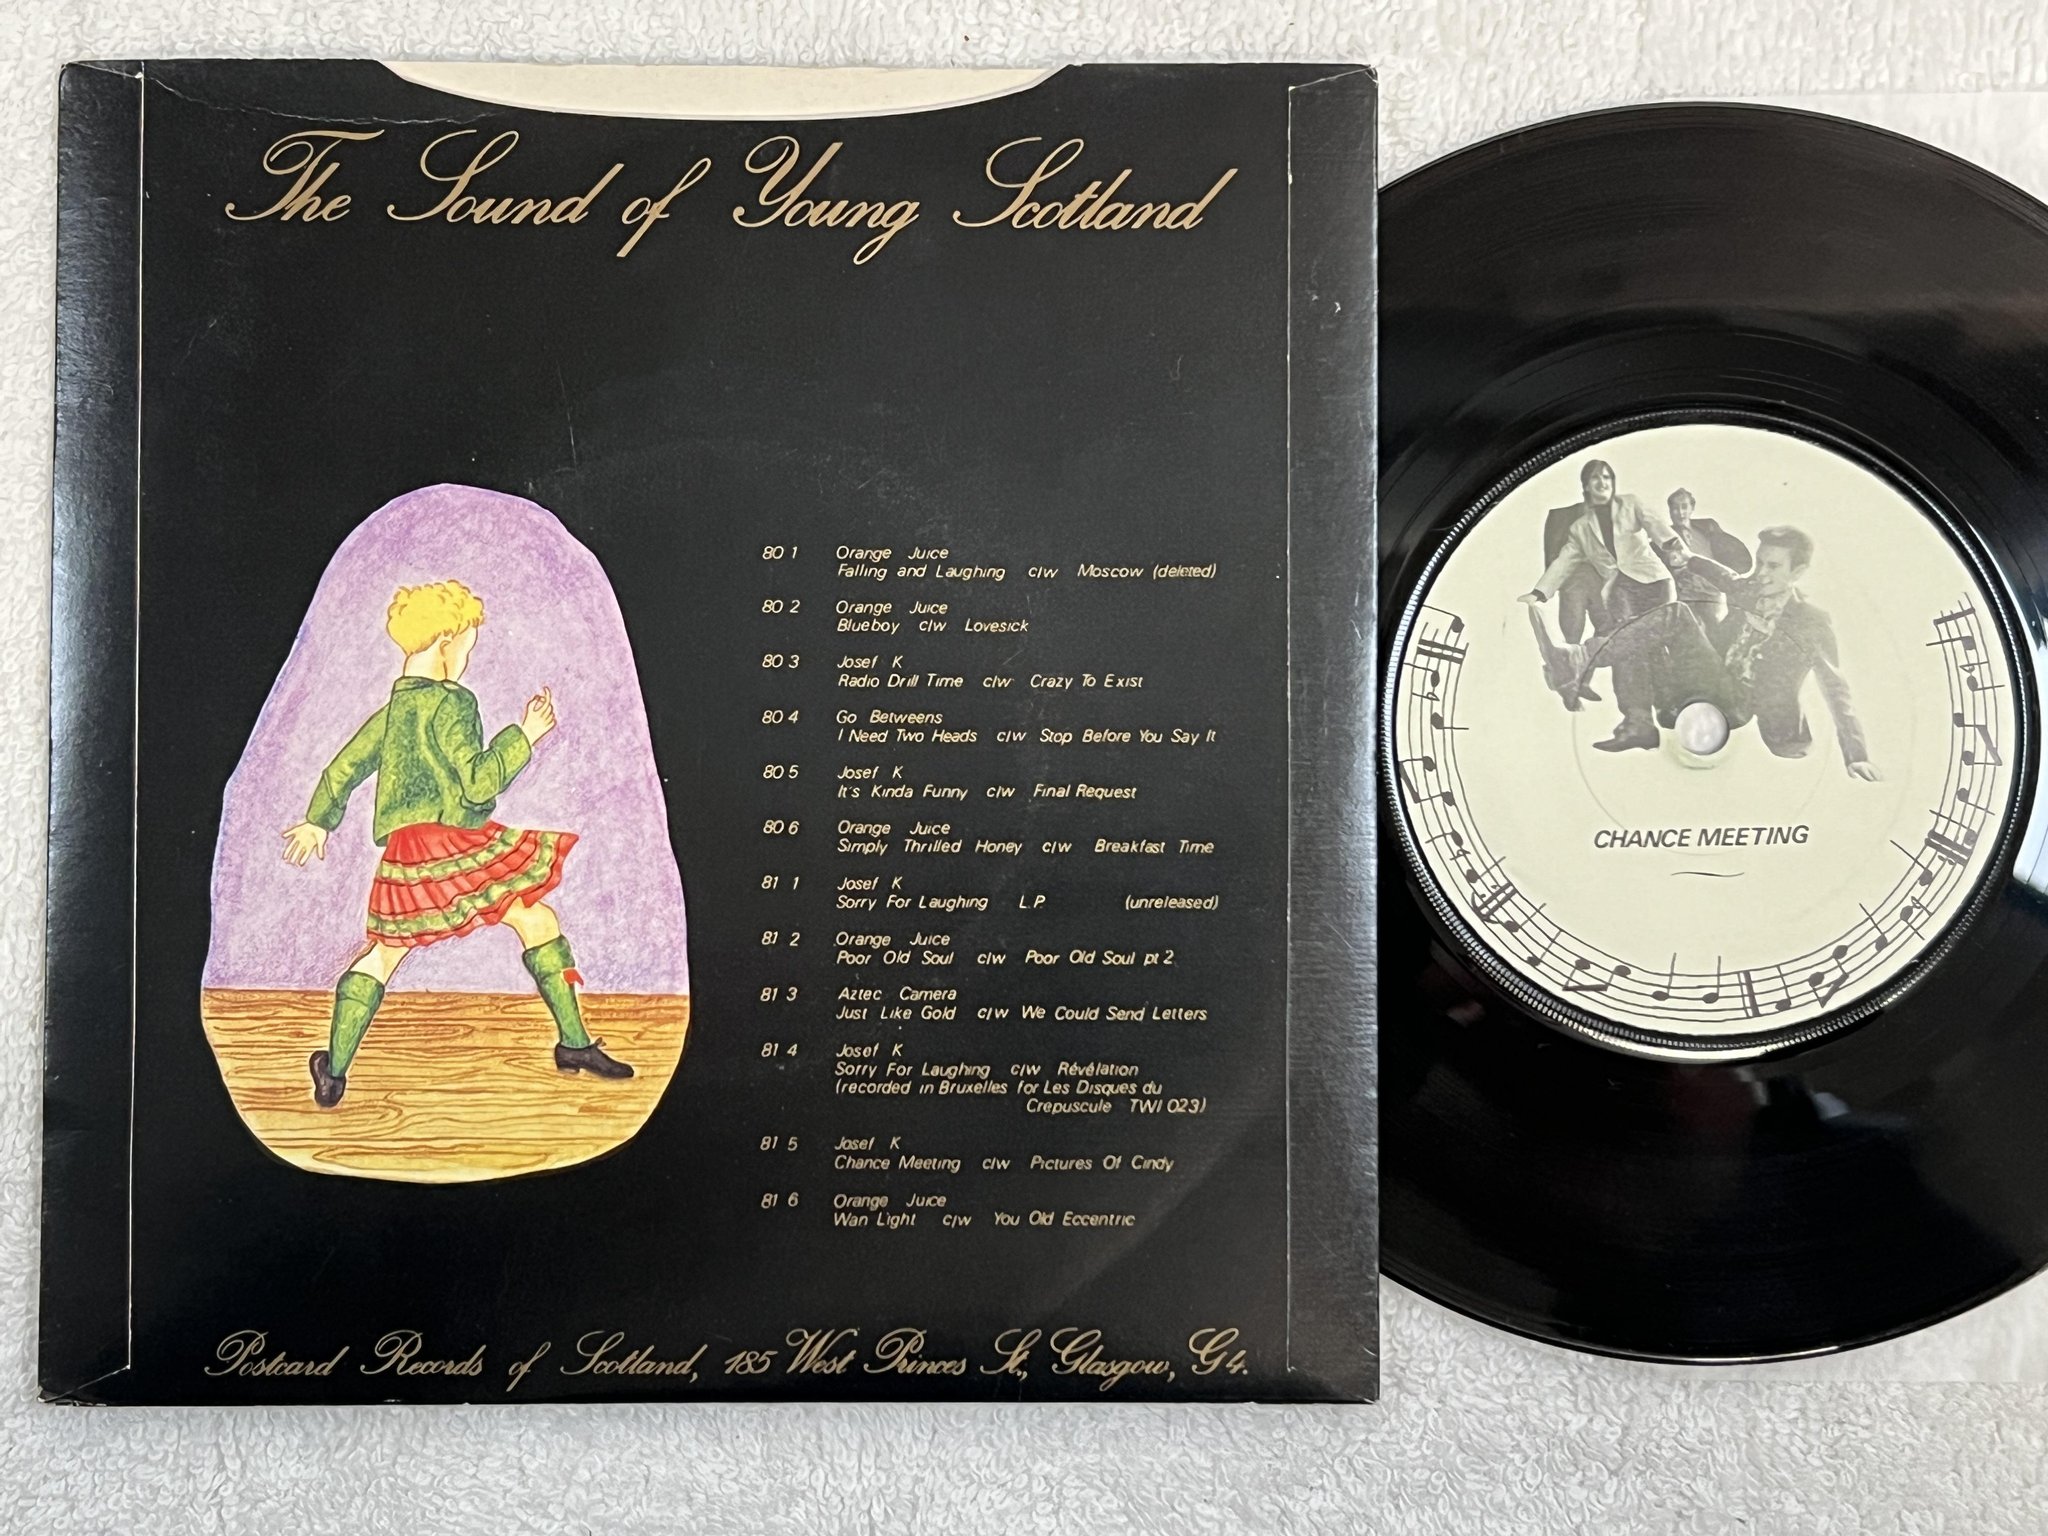 The Sound of Young Scotland
80 1 Orange Juice
Falling and Laughing c/w Moscow (deleted)
80 2 Orange Juice
Blueboy c/w Lovesick
80 3 Josef K
Radio Drill Time c/w Crazy To Exist
80 4 Go Betweens
I Need Two Heads c/w Stop Before You Say It
80 5 Josef K
It's Kinda Funny c/w Final Request
80 6 Orange Juice
Simply Thrilled Honey c/w Breakfast Time
81 1 Josef K
Sorry For Laughing L.P. (unreleased)
81 2 Orange Juice
Poor Old Soul c/w Poor Old Soul pt 2
81 3 Aztec Camera
Just Like Gold c/w We Could Send Letters
81 4 Josef K
Sorry For Laughing c/w Révélation
(recorded in Bruxelles for Les Disques du
Crepuscule TWI 023)
81 5 Josef K
Chance Meeting c/w Pictures Of Cindy
81 6 Orange Juice
Wan Light c/w You Old Eccentric
Postcard Records of Scotland, 185 West Princes St., Glasgow, G4.
CHANCE MEETING